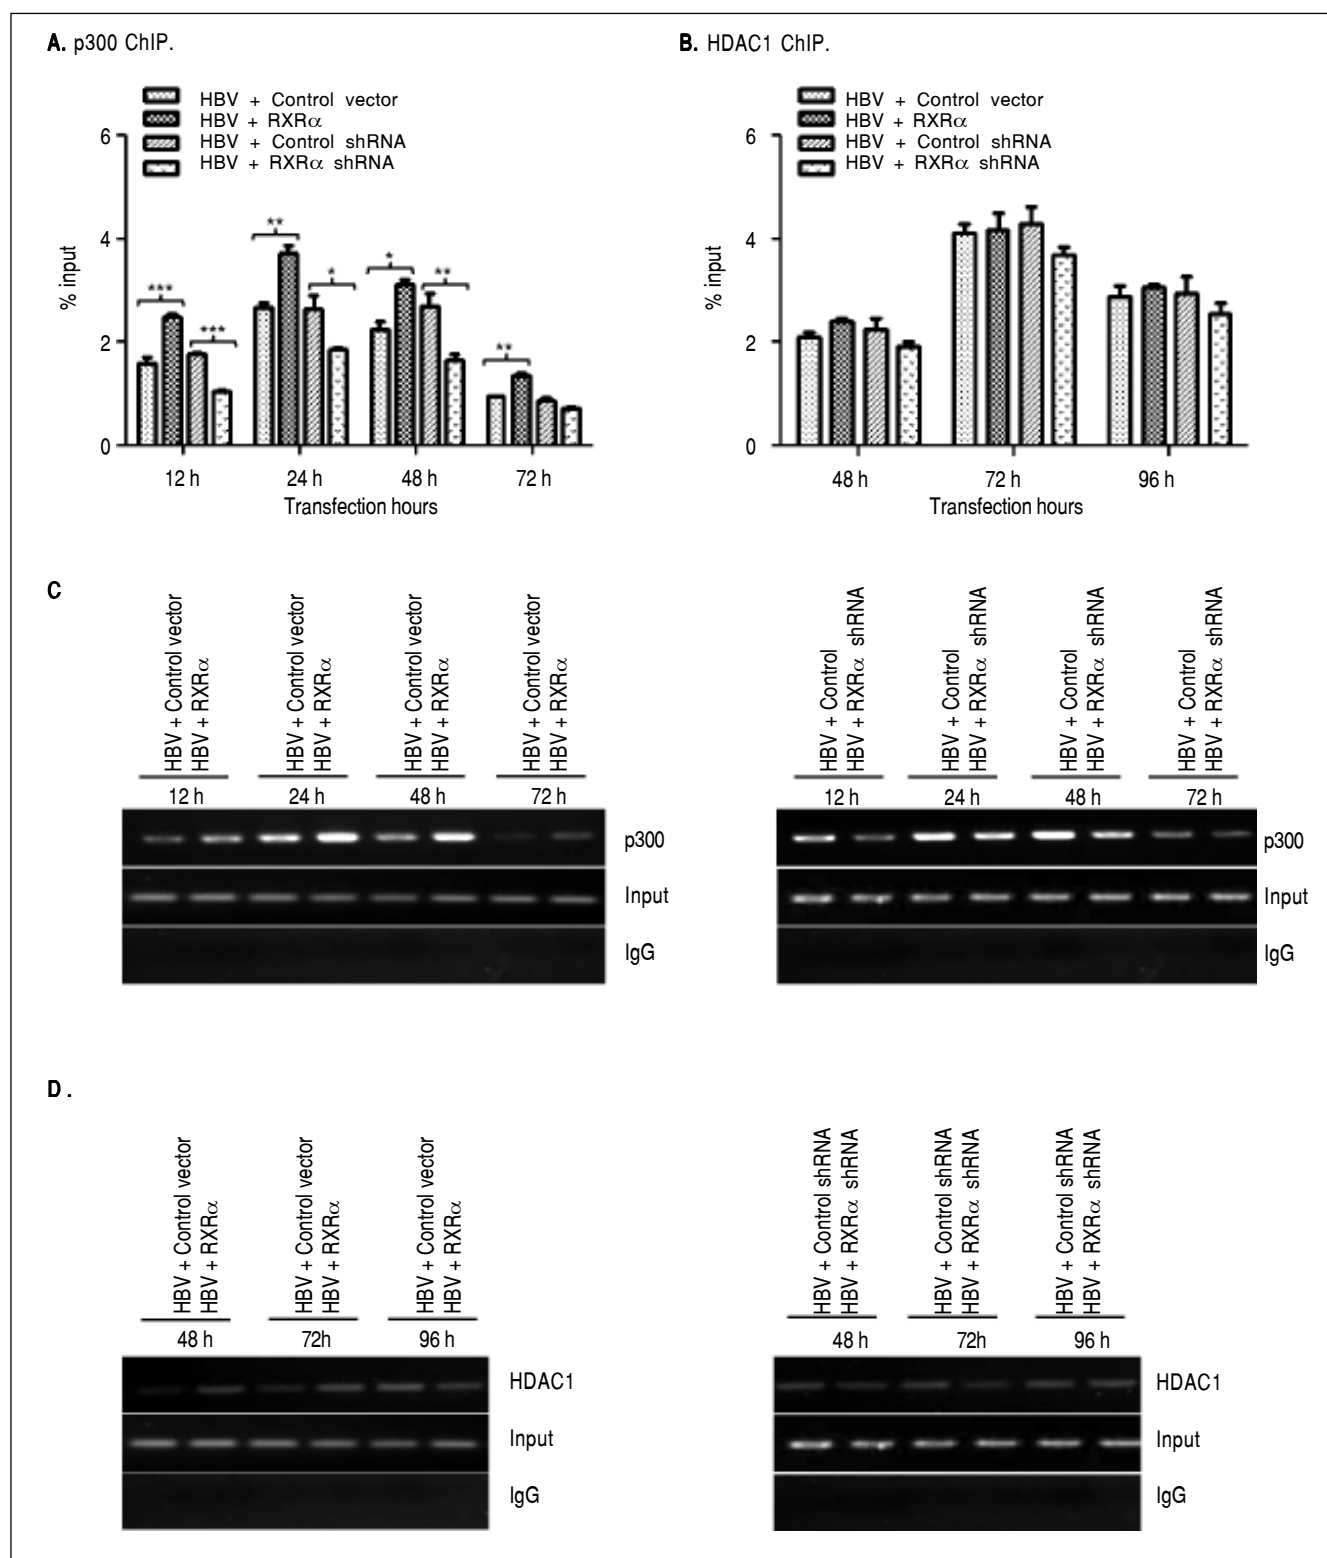 A. p300 ChIP.
HBV + Control vector
HBV + RXRα
HBV + Control shRNA
HBV + RXRα shRNA
6
4
2
0
% input
***
***
**
*
*
**
**
12 h
24 h
48 h
72 h
Transfection hours
B. HDAC1 ChIP.
HBV + Control vector
HBV + RXRα
HBV + Control shRNA
HBV + RXRα shRNA
6
4
2
0
% input
48 h
72 h
96 h
Transfection hours
C
HBV + Control vector
HBV + RXRα
HBV + Control vector
HBV + RXRα
HBV + Control vector
HBV + RXRα
HBV + Control vector
HBV + RXRα
12 h
24 h
48 h
72 h
p300
Input
IgG
HBV + Control
HBV + RXRα shRNA
HBV + Control
HBV + RXRα shRNA
HBV + Control
HBV + RXRα shRNA
HBV + Control
HBV + RXRα shRNA
12 h
24 h
48 h
72 h
p300
Input
IgG
D.
HBV + Control vector
HBV + RXRα
HBV + Control vector
HBV + RXRα
HBV + Control vector
HBV + RXRα
48 h
72h
96 h
HDAC1
Input
IgG
HBV + Control shRNA
HBV + RXRα shRNA
HBV + Control shRNA
HBV + RXRα shRNA
HBV + Control shRNA
HBV + RXRα shRNA
48 h
72h
96 h
HDAC1
Input
IgG